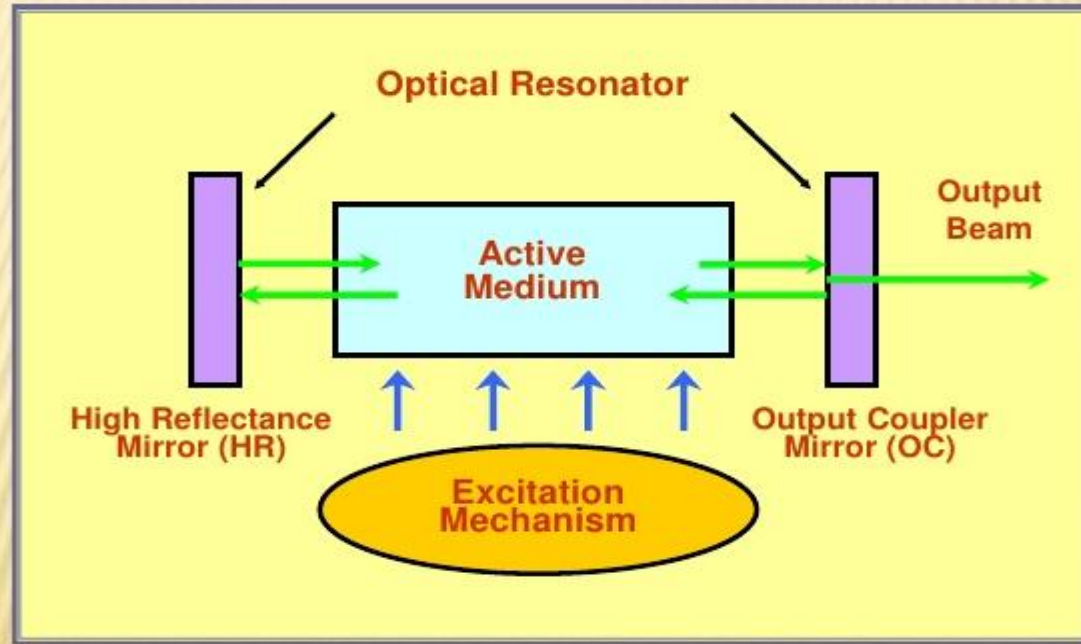 Optical Resonator
Output
Beam
Active
Medium
High Reflectance
Mirror (HR)
Output Coupler
Mirror (OC)
Excitation
Mechanism